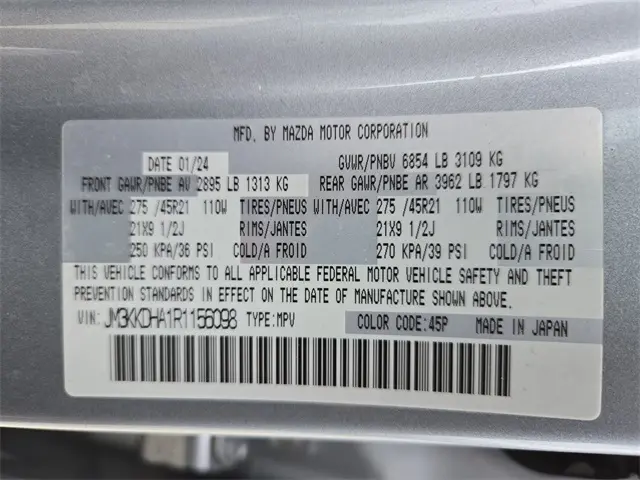 MFD. BY MAZDA MOTOR CORPORATION
DATE 01/24 GVWR/PNBV 6854 LB 3109 KG
FRONT GAWR/PNBE AV 2895 LB 1313 KG REAR GAWR/PNBE AR 3962 LB 1797 KG
WITH/AVEC 275 /45R21 110W TIRES/PNEUS WITH/AVEC 275 /45R21 110W TIRES/PNEUS
21X9 1/2J RIMS/JANTES 21X9 1/2J RIMS/JANTES
250 KPA/36 PSI COLD/A FROID 270 KPA/39 PSI COLD/A FROID
THIS VEHICLE CONFORMS TO ALL APPLICABLE FEDERAL MOTOR VEHICLE SAFETY AND THEFT
PREVENTION STANDARDS IN EFFECT ON THE DATE OF MANUFACTURE SHOWN ABOVE.
VIN: JM3KKDHA1R1156098 TYPE:MPV COLOR CODE:45P MADE IN JAPAN